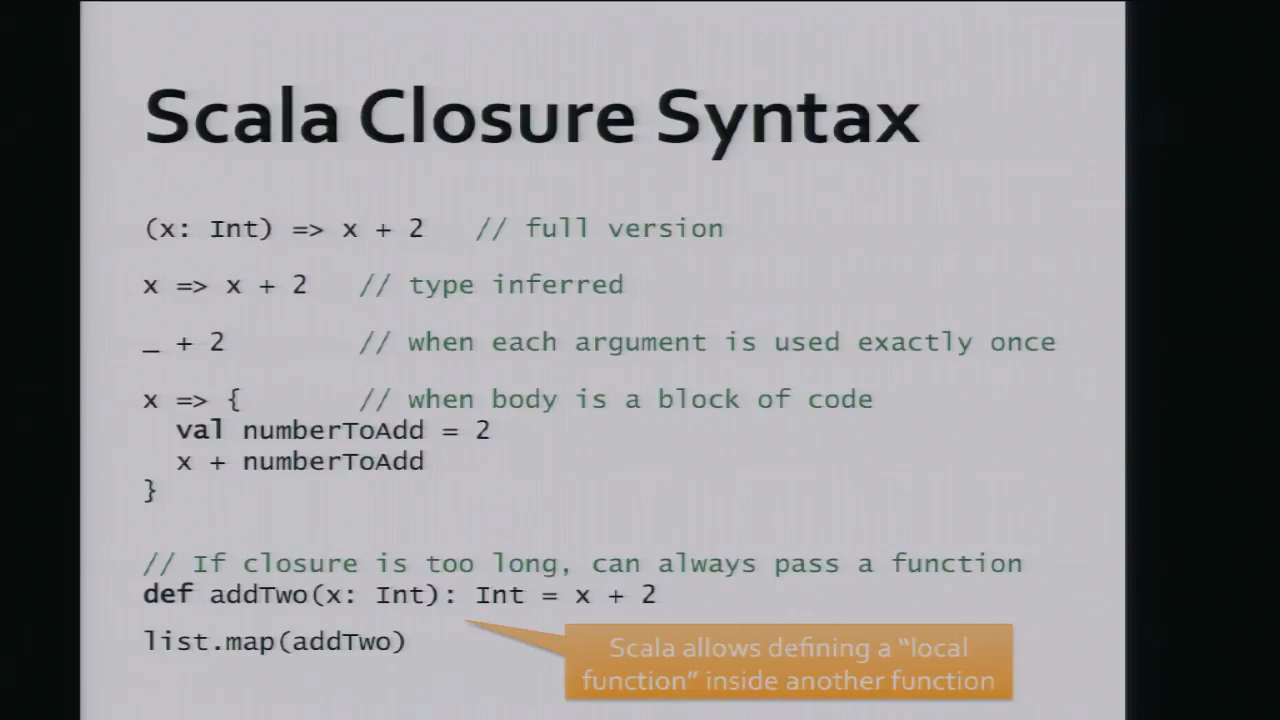 Scala Closure Syntax
(x: Int) => x + 2 // full version
x => x + 2 // type inferred
_ + 2 // when each argument is used exactly once
x => { // when body is a block of code
val numberToAdd = 2
x + numberToAdd
}
// If closure is too long, can always pass a function
def addTwo(x: Int): Int = x + 2
list.map(addTwo)
Scala allows defining a “local
function” inside another function